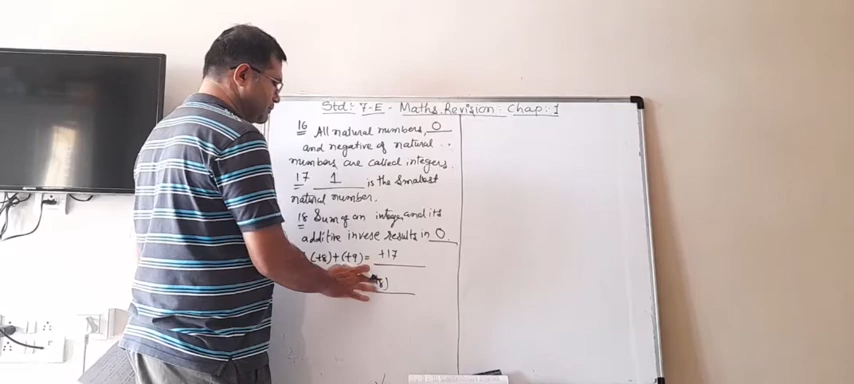 Std:- 7-E - Maths Revision:- Chap:-1
16 All natural numbers, 0
and negative of natural
numbers are called integers.
17 1 is the smallest
natural number.
18 Sum of an integer and its
additive invese results in 0.
(+8)+(+9)= +17